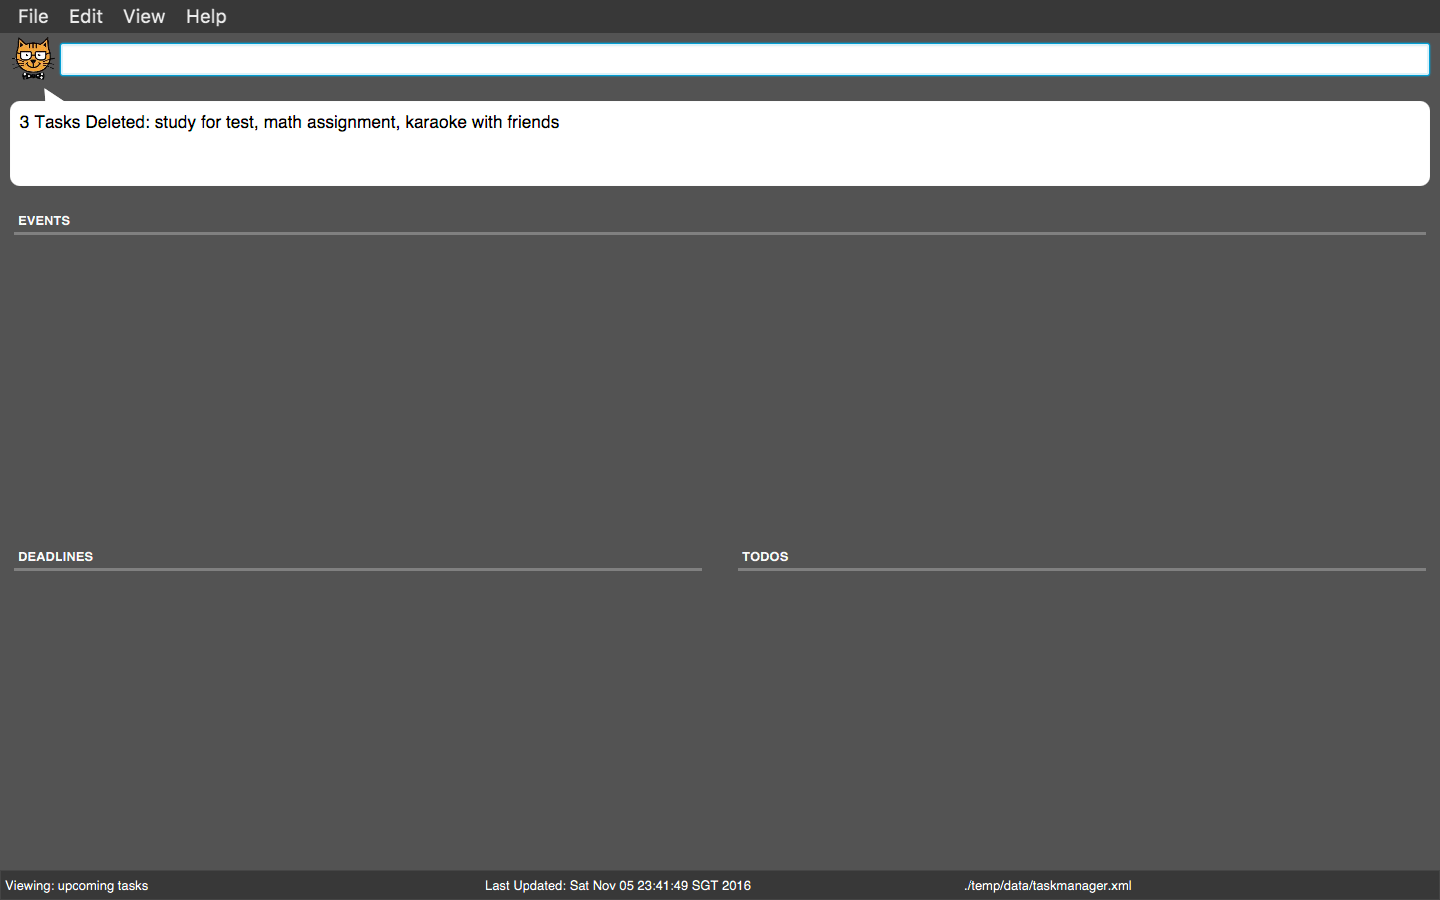 File Edit View Help
3 Tasks Deleted: study for test, math assignment, karaoke with friends
EVENTS
DEADLINES
TODOS
Viewing: upcoming tasks
Last Updated: Sat Nov 05 23:41:49 SGT 2016
./temp/data/taskmanager.xml